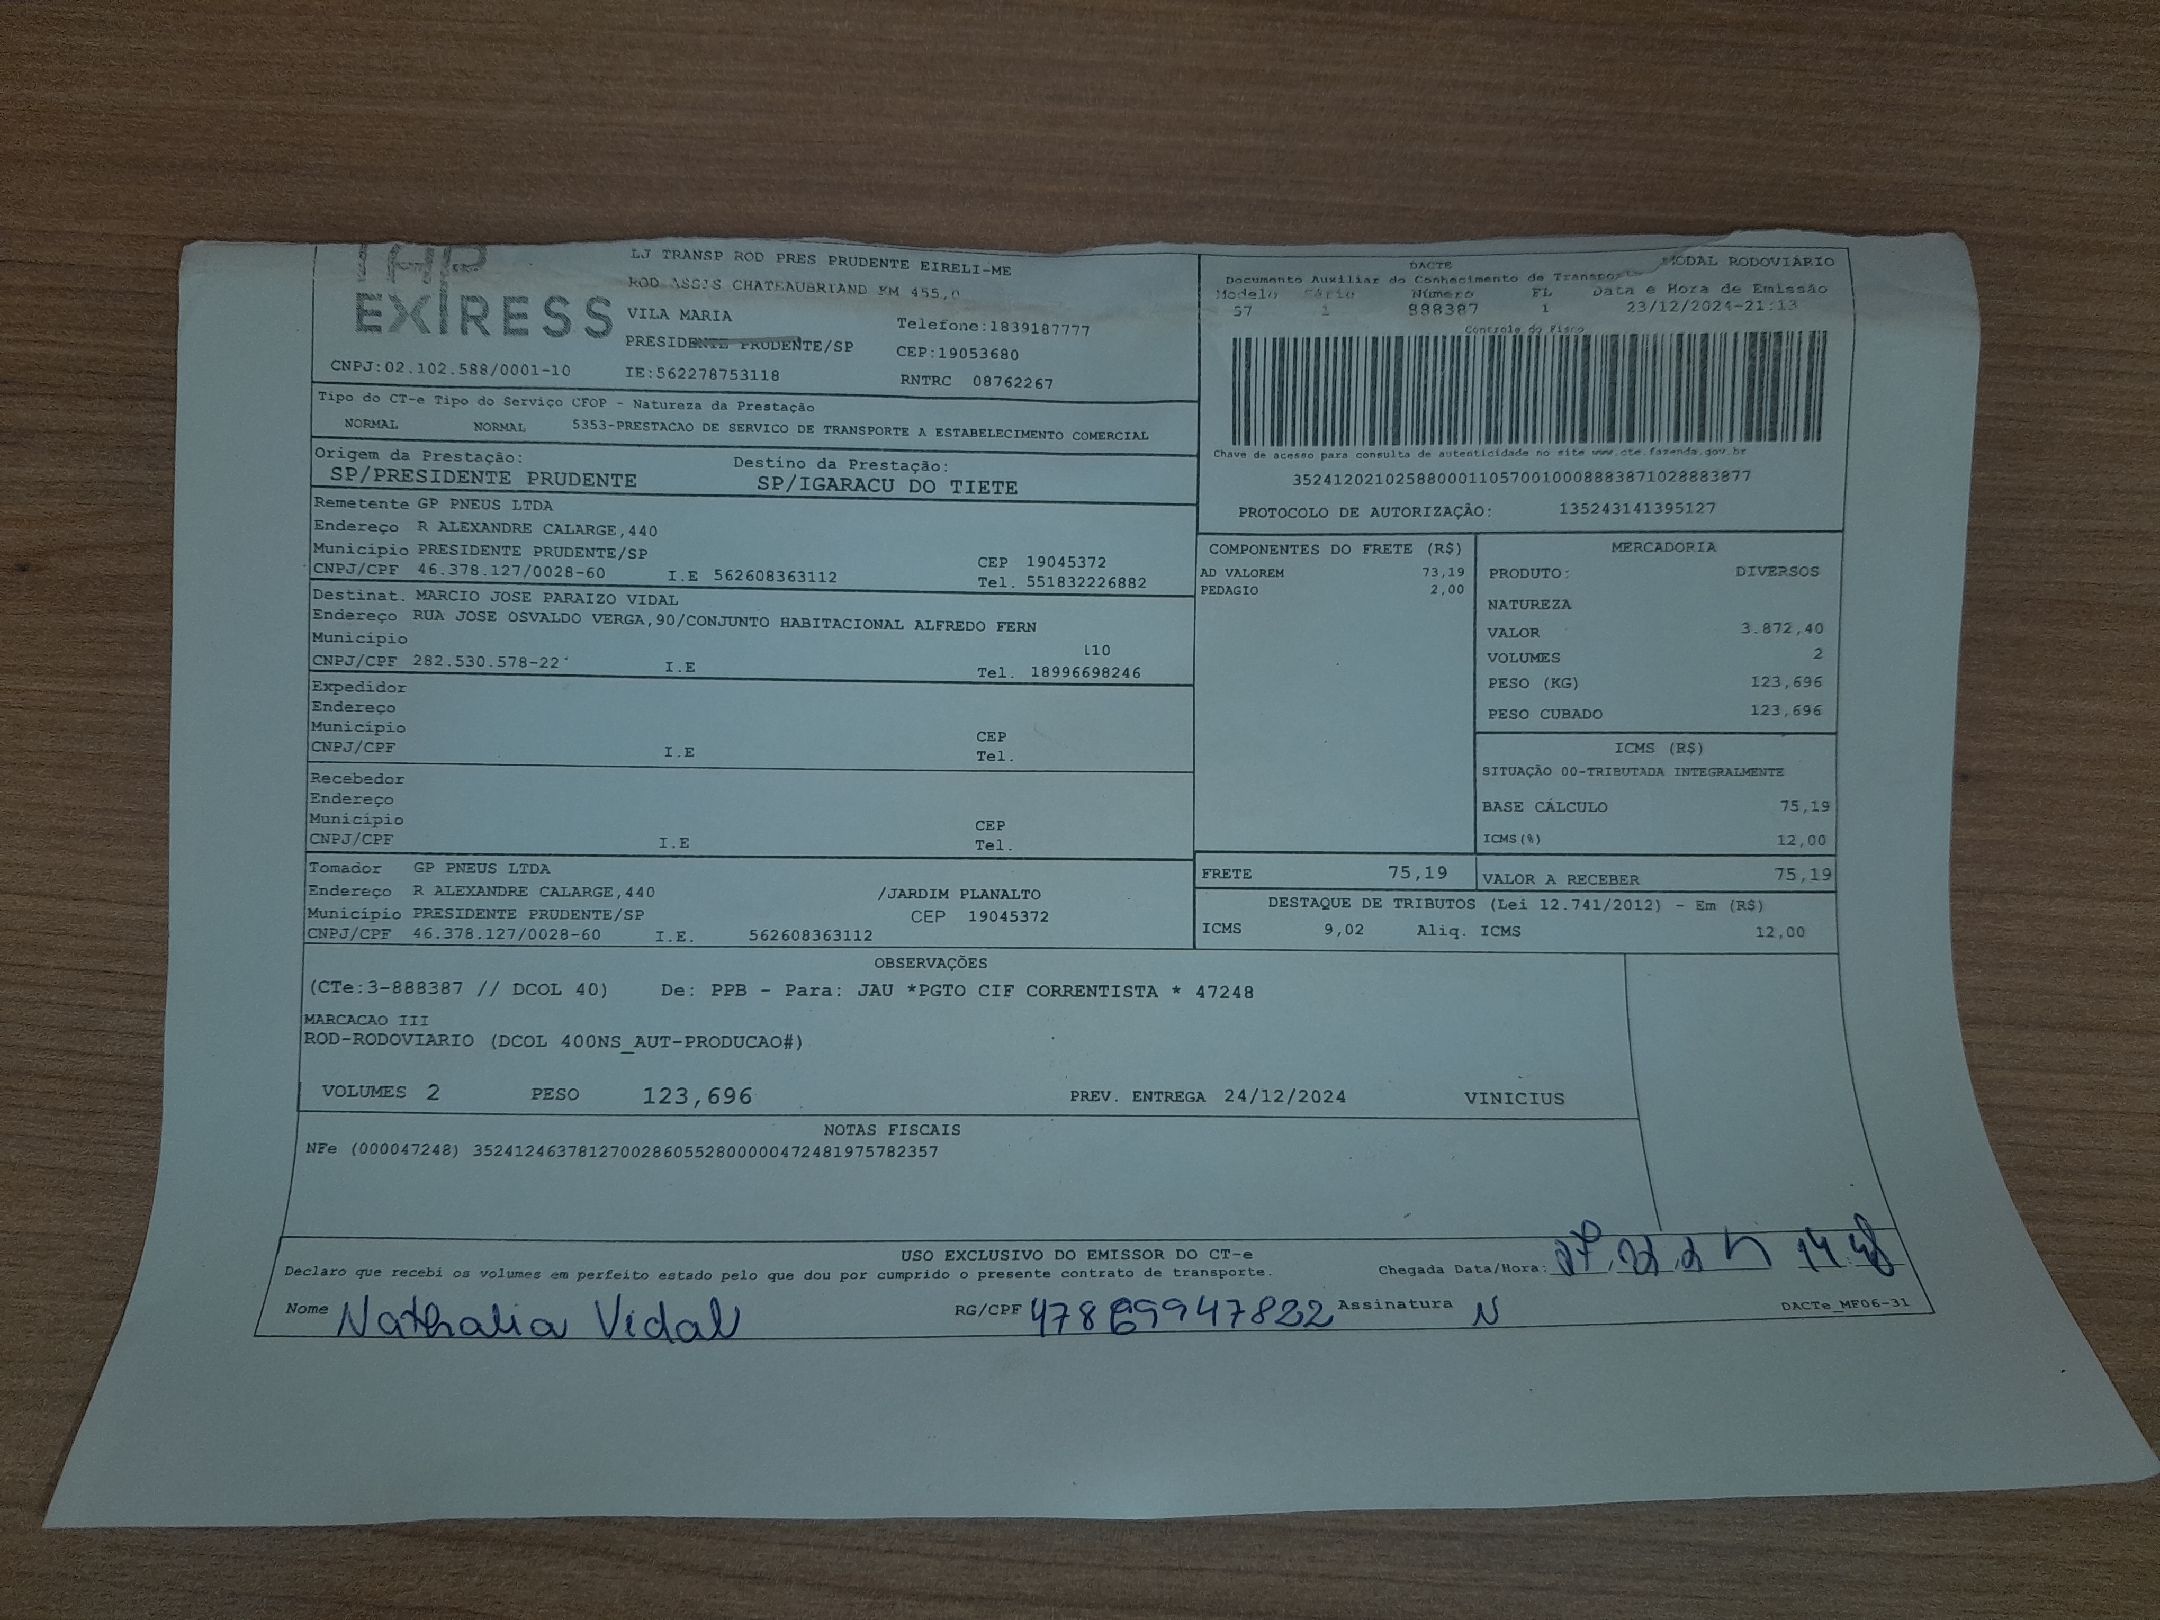 EXPRESS
CNPJ:02.102.588/0001-10
LJ TRANSP ROD PRES PRUDENTE EIRELI-ME
ROD ASSIS CHATEAUBRIAND KM 455,0
VILA MARIA Telefone:1839187777
PRESIDENTE PRUDENTE/SP CEP:19053680
IE:562278753118 RNTRC 08762267
DACTE MODAL RODOVIÁRIO
Documento Auxiliar do Conhecimento de Transporte
Modelo Série Número FL Data e Hora de Emissão
57 1 888387 1 23/12/2024-21:13
Controle do Fisco
Chave de acesso para consulta de autenticidade no site www.cte.fazenda.gov.br
35241202102588000110570010008883871028883877
PROTOCOLO DE AUTORIZAÇÃO: 135243141395127
Tipo do CT-e Tipo do Serviço CFOP - Natureza da Prestação
NORMAL NORMAL 5353-PRESTACAO DE SERVICO DE TRANSPORTE A ESTABELECIMENTO COMERCIAL
Origem da Prestação: Destino da Prestação:
SP/PRESIDENTE PRUDENTE SP/IGARACU DO TIETE
Remetente GP PNEUS LTDA
Endereço R ALEXANDRE CALARGE,440
Município PRESIDENTE PRUDENTE/SP CEP 19045372
CNPJ/CPF 46.378.127/0028-60 I.E 562608363112 Tel. 551832226882
Destinat. MARCIO JOSE PARAIZO VIDAL
Endereço RUA JOSE OSVALDO VERGA,90/CONJUNTO HABITACIONAL ALFREDO FERN
Município 110
CNPJ/CPF 282.530.578-22 I.E Tel. 18996698246
Expedidor
Endereço
Município CEP
CNPJ/CPF I.E Tel.
Recebedor
Endereço
Município CEP
CNPJ/CPF I.E Tel.
Tomador GP PNEUS LTDA
Endereço R ALEXANDRE CALARGE,440 /JARDIM PLANALTO
Município PRESIDENTE PRUDENTE/SP CEP 19045372
CNPJ/CPF 46.378.127/0028-60 I.E. 562608363112
COMPONENTES DO FRETE (R$)
AD VALOREM 73,19
PEDAGIO 2,00
MERCADORIA
PRODUTO: DIVERSOS
NATUREZA
VALOR 3.872,40
VOLUMES 2
PESO (KG) 123,696
PESO CUBADO 123,696
ICMS (R$)
SITUAÇÃO 00-TRIBUTADA INTEGRALMENTE
BASE CÁLCULO 75,19
ICMS(%) 12,00
FRETE 75,19 VALOR A RECEBER 75,19
DESTAQUE DE TRIBUTOS (Lei 12.741/2012) - Em (R$)
ICMS 9,02 Aliq. ICMS 12,00
OBSERVAÇÕES
(CTe:3-888387 // DCOL 40) De: PPB - Para: JAU *PGTO CIF CORRENTISTA * 47248
MARCACAO III
ROD-RODOVIARIO (DCOL 400NS_AUT-PRODUCAO#)
VOLUMES 2 PESO 123,696 PREV. ENTREGA 24/12/2024 VINICIUS
NOTAS FISCAIS
NFe (000047248) 35241246378127002860552800000472481975782357
USO EXCLUSIVO DO EMISSOR DO CT-e
Declaro que recebi os volumes em perfeito estado pelo que dou por cumprido o presente contrato de transporte. Chegada Data/Hora:
Nome Nathalia Vidal RG/CPF 47869947822 Assinatura N DACTe_MF06-31